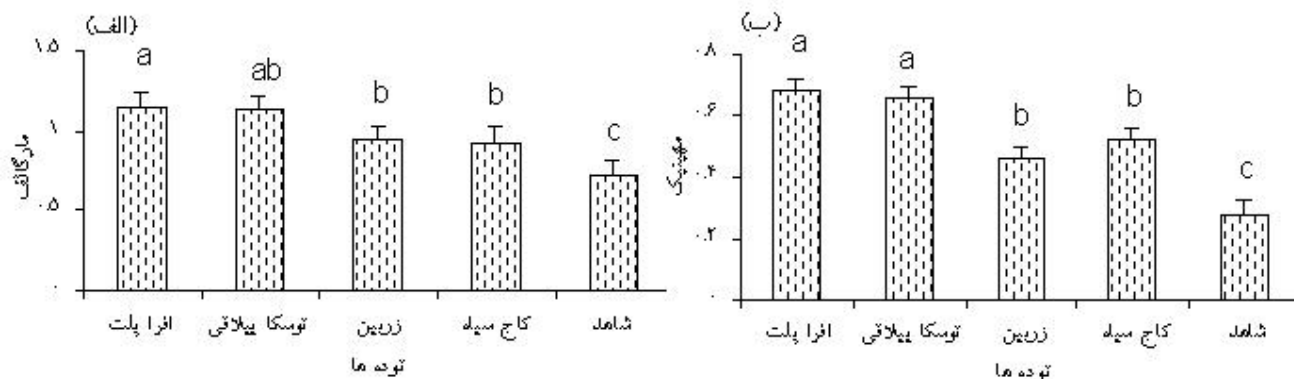 (الف)
مارگالف
۱.۵
۱
۰.۵
۰
a
ab
b
b
c
افرا پلت
توسکا ییلاقی
زربین
کاج سیاه
شاهد
توده ها
(ب)
منهینیک
۰.۸
۰.۶
۰.۴
۰.۲
۰
a
a
b
b
c
افرا پلت
توسکا ییلاقی
زربین
کاج سیاه
شاهد
توده ها